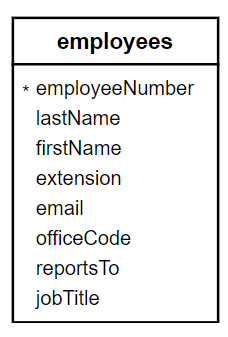 employees
* employeeNumber
lastName
firstName
extension
email
officeCode
reportsTo
jobTitle